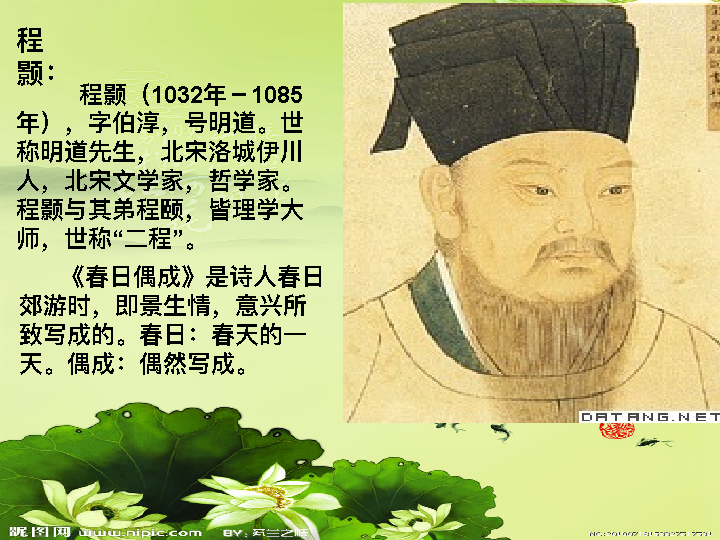 程
颢：
程颢（1032年－1085
年），字伯淳，号明道。世
称明道先生，北宋洛城伊川
人，北宋文学家，哲学家。
程颢与其弟程颐，皆理学大
师，世称“二程”。
《春日偶成》是诗人春日
郊游时，即景生情，意兴所
致写成的。春日：春天的一
天。偶成：偶然写成。
DATANG.NET
昵图网 www.nipic.com BY: